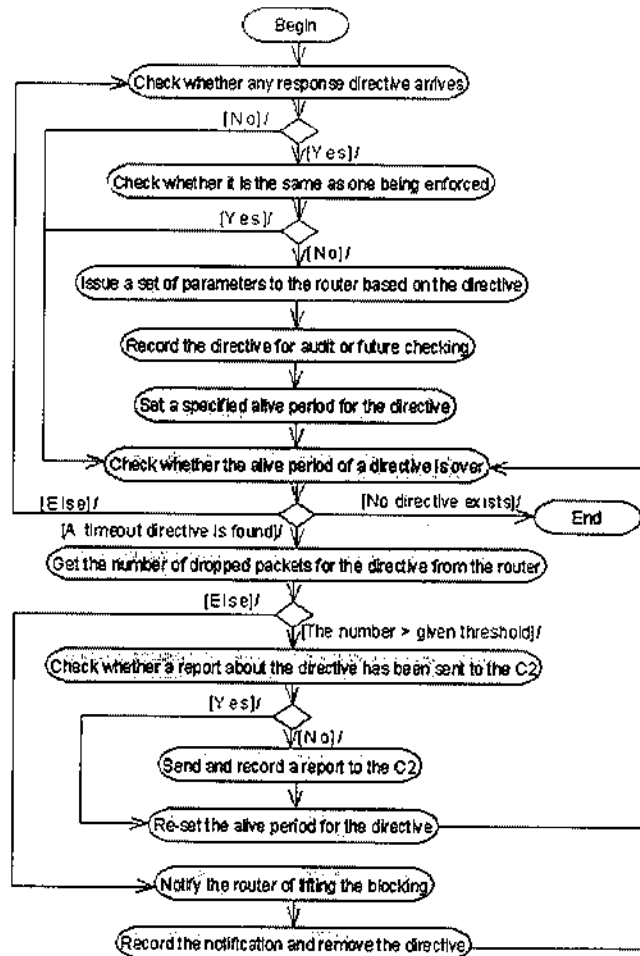 Begin
Check whether any response directive arrives
[No]/
[Yes]/
Check whether it is the same as one being enforced
[Yes]/
[No]/
Issue a set of parameters to the router based on the directive
Record the directive for audit or future checking
Set a specified alive period for the directive
Check whether the alive period of a directive is over
[Else]/
[No directive exists]/
End
[A timeout directive is found]/
Get the number of dropped packets for the directive from the router
[Else]/
[The number > given threshold]/
Check whether a report about the directive has been sent to the C2
[Yes]/
[No]/
Send and record a report to the C2
Re-set the alive period for the directive
Notify the router of lifting the blocking
Record the notification and remove the directive